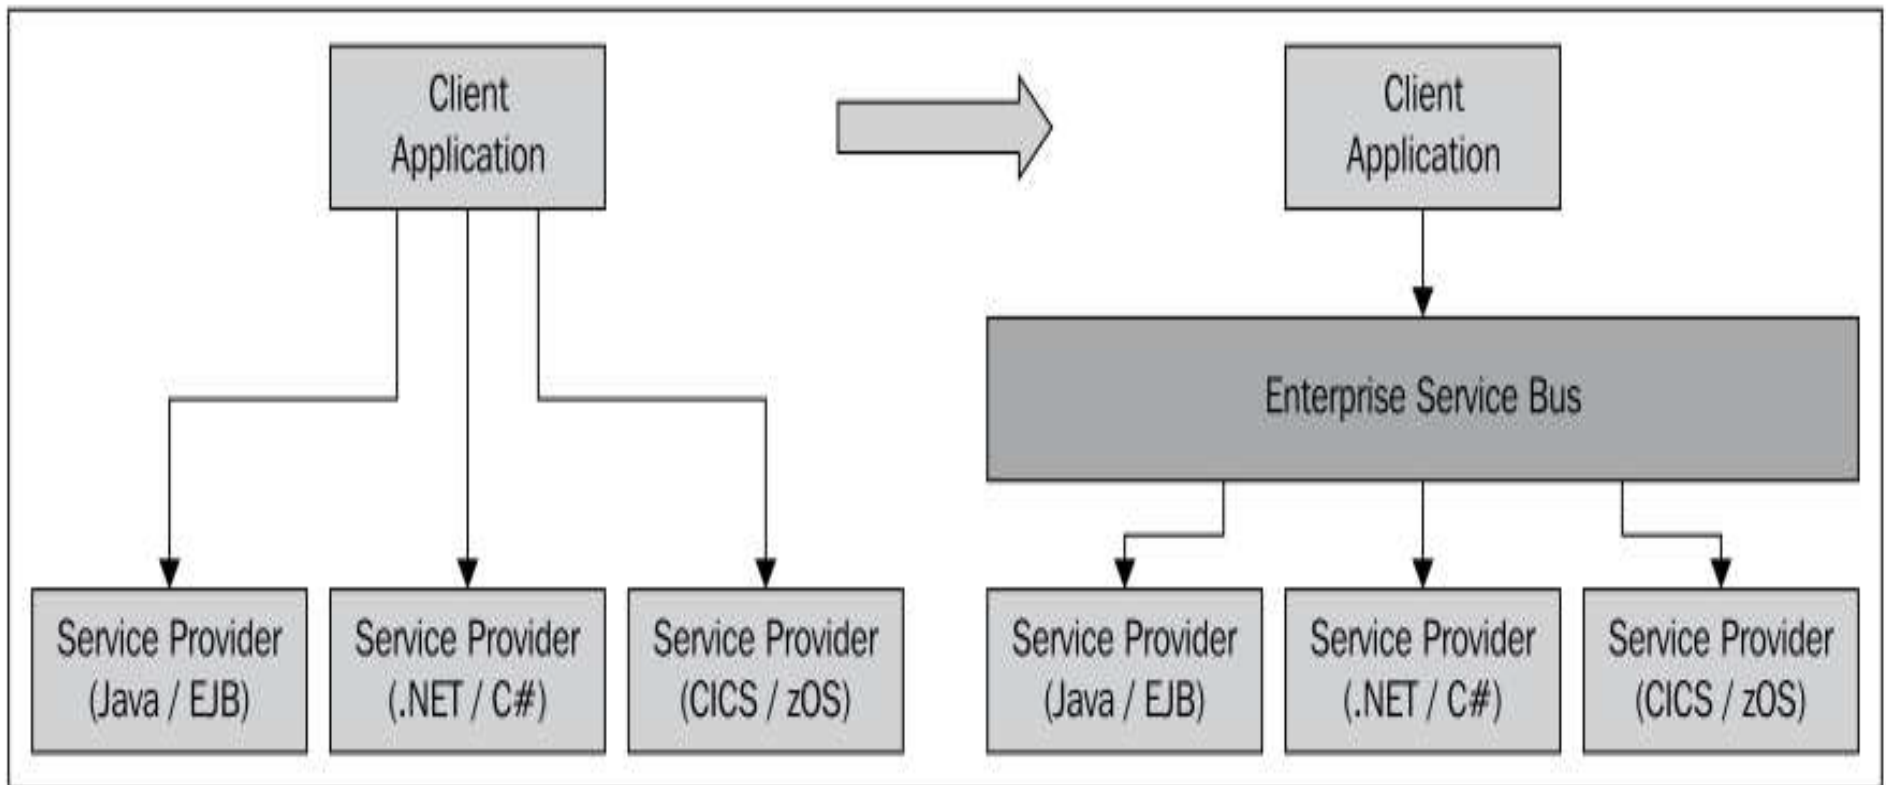 Client
Application
Service Provider
(Java / EJB)
Service Provider
(.NET / C#)
Service Provider
(CICS / zOS)
Client
Application
Enterprise Service Bus
Service Provider
(Java / EJB)
Service Provider
(.NET / C#)
Service Provider
(CICS / zOS)